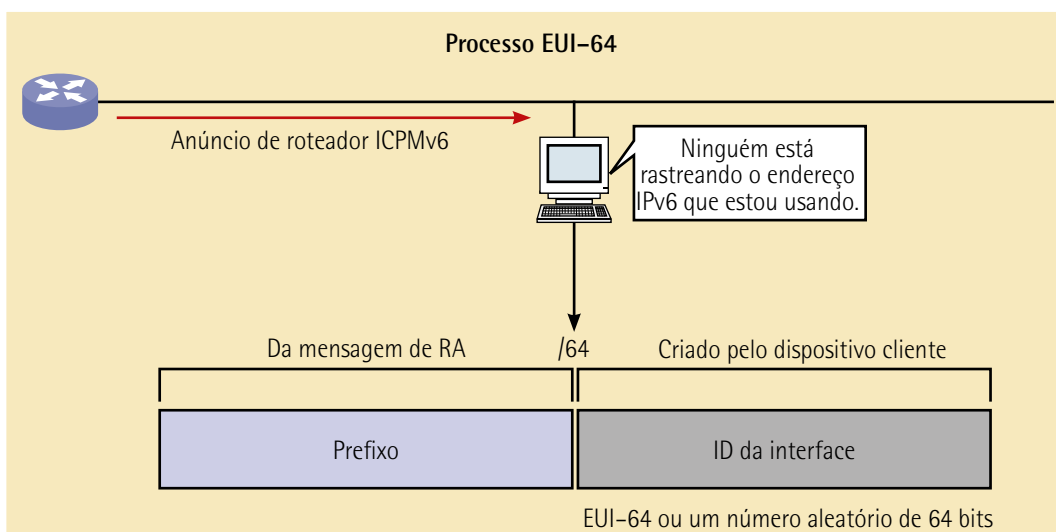 Processo EUI–64
Anúncio de roteador ICPMv6
Ninguém está
rastreando o endereço
IPv6 que estou usando.
Da mensagem de RA
/64
Criado pelo dispositivo cliente
Prefixo
ID da interface
EUI–64 ou um número aleatório de 64 bits